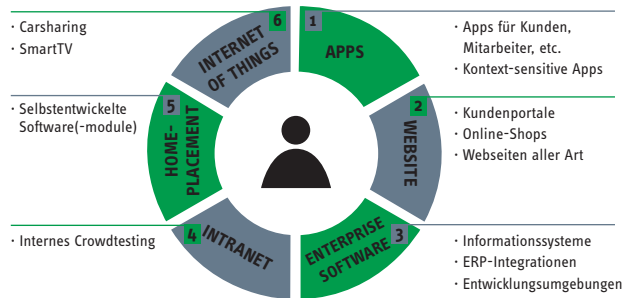 1
APPS
· Apps für Kunden,
Mitarbeiter, etc.
· Kontext-sensitive Apps
2
WEBSITE
· Kundenportale
· Online-Shops
· Webseiten aller Art
3
ENTERPRISE
SOFTWARE
· Informationssysteme
· ERP-Integrationen
· Entwicklungsumgebungen
4
INTRANET
· Internes Crowdtesting
5
HOME-
PLACEMENT
· Selbstentwickelte
Software(-module)
6
INTERNET
OF THINGS
· Carsharing
· SmartTV